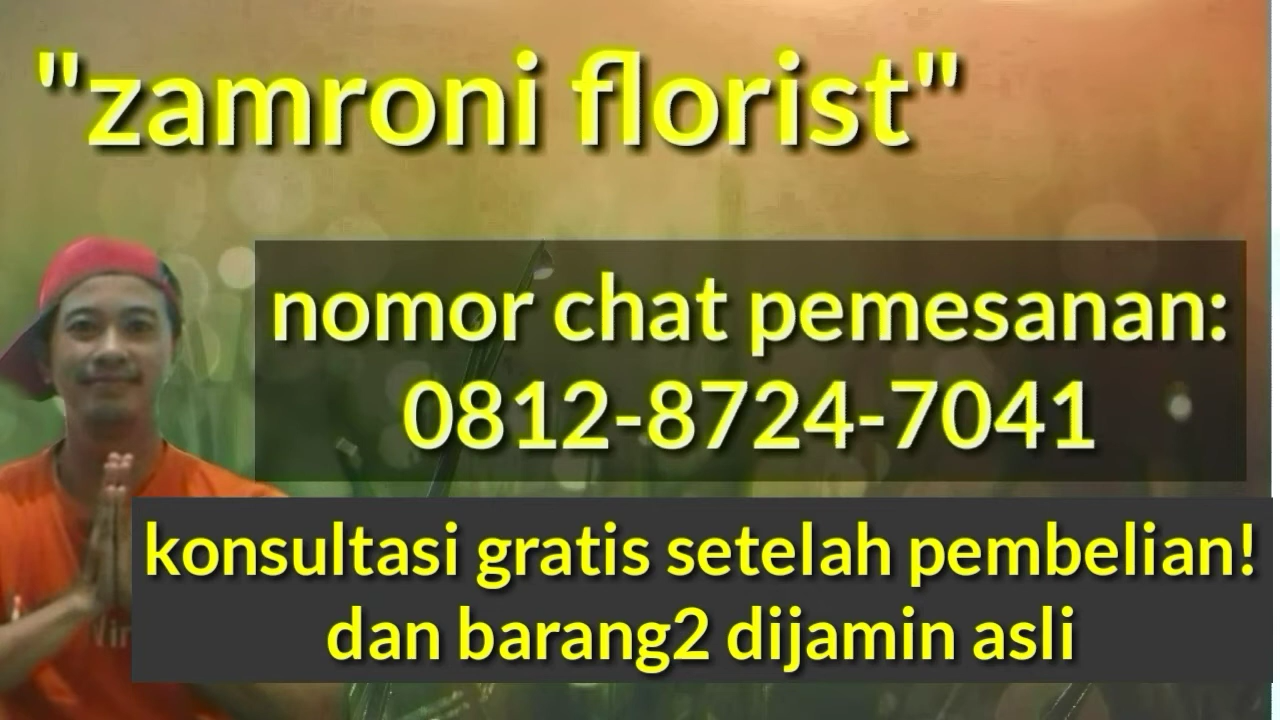 "zamroni florist"
nomor chat pemesanan:
0812-8724-7041
konsultasi gratis setelah pembelian!
dan barang2 dijamin asli